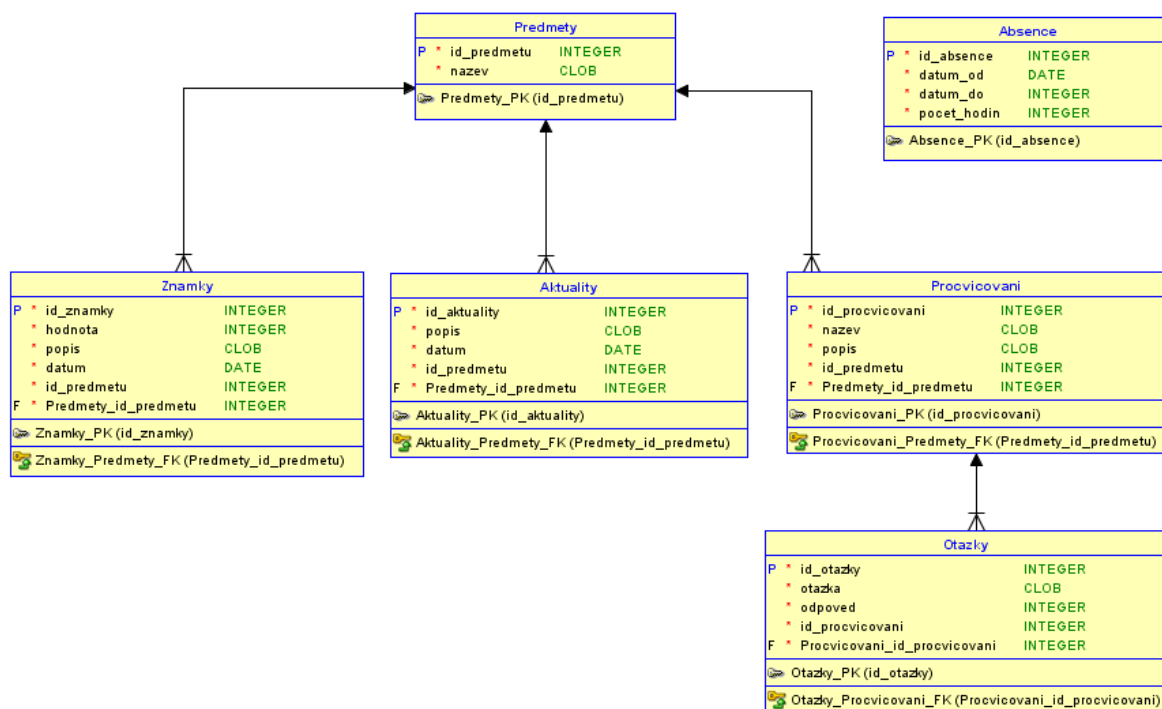 Predmety
P * id_predmetu INTEGER
* nazev CLOB
Predmety_PK (id_predmetu)
Absence
P * id_absence INTEGER
* datum_od DATE
* datum_do INTEGER
* pocet_hodin INTEGER
Absence_PK (id_absence)
Znamky
P * id_znamky INTEGER
* hodnota INTEGER
* popis CLOB
* datum DATE
* id_predmetu INTEGER
F * Predmety_id_predmetu INTEGER
Znamky_PK (id_znamky)
Znamky_Predmety_FK (Predmety_id_predmetu)
Aktuality
P * id_aktuality INTEGER
* popis CLOB
* datum DATE
* id_predmetu INTEGER
F * Predmety_id_predmetu INTEGER
Aktuality_PK (id_aktuality)
Aktuality_Predmety_FK (Predmety_id_predmetu)
Procvicovani
P * id_procvicovani INTEGER
* nazev CLOB
* popis CLOB
* id_predmetu INTEGER
F * Predmety_id_predmetu INTEGER
Procvicovani_PK (id_procvicovani)
Procvicovani_Predmety_FK (Predmety_id_predmetu)
Otazky
P * id_otazky INTEGER
* otazka CLOB
* odpoved INTEGER
* id_procvicovani INTEGER
F * Procvicovani_id_procvicovani INTEGER
Otazky_PK (id_otazky)
Otazky_Procvicovani_FK (Procvicovani_id_procvicovani)